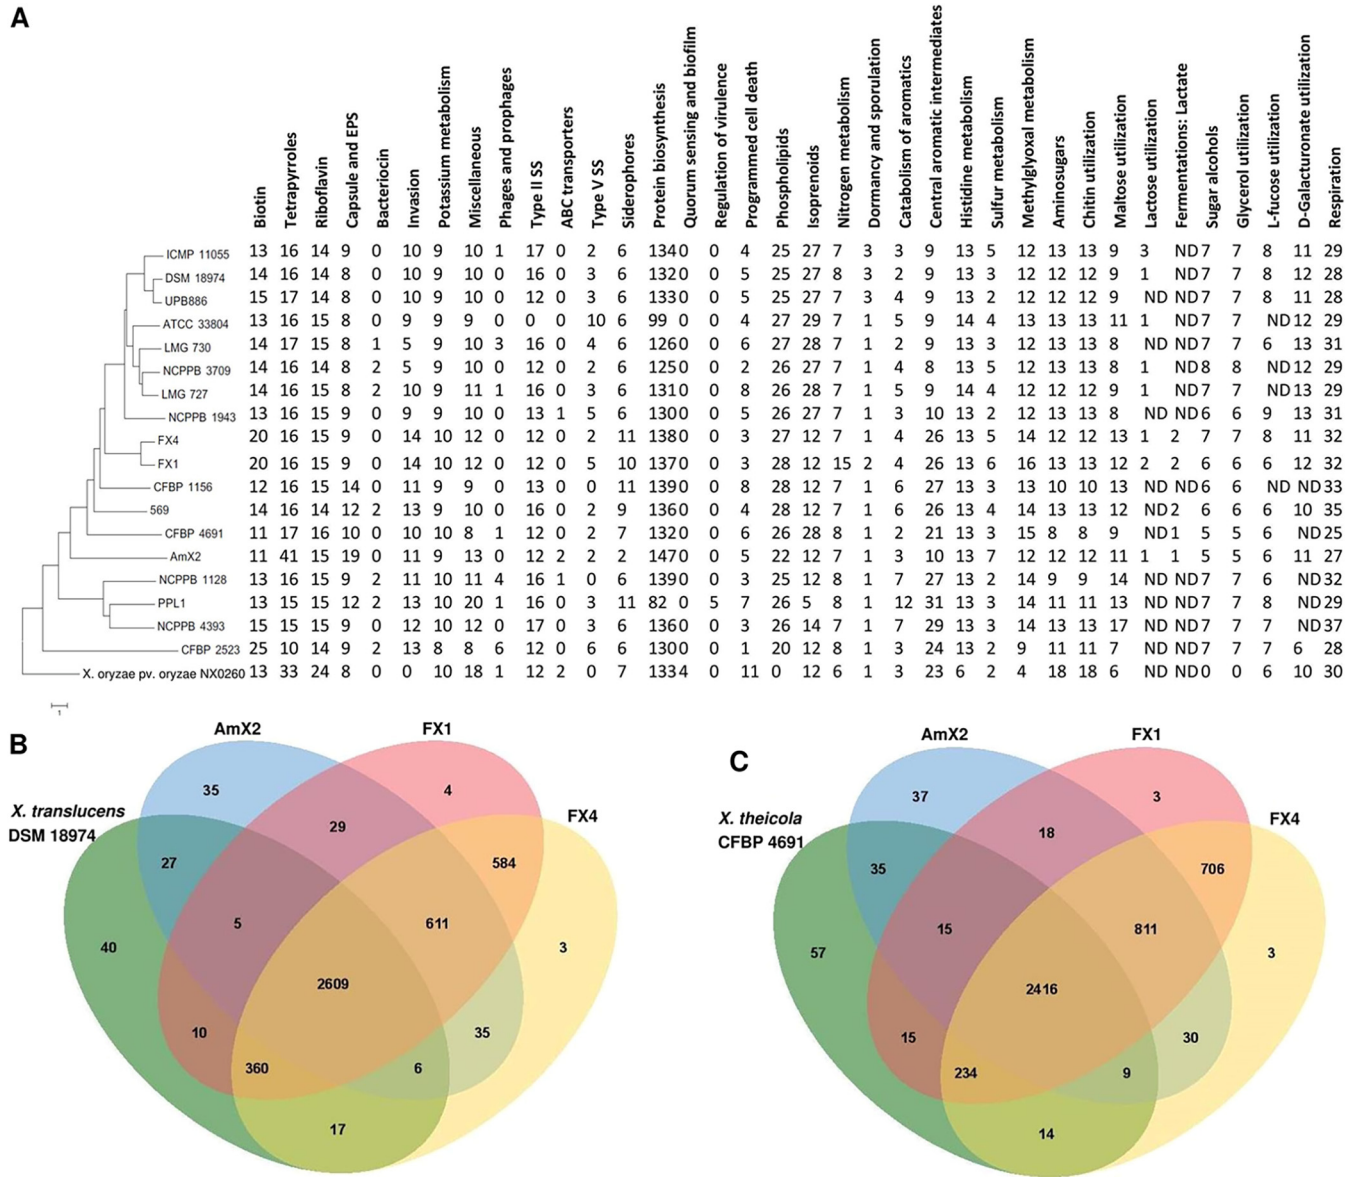 A
Biotin
Tetrapyroles
Riboflavin
Capsule and EPS
Bacteriocin
Invasion
Potassium metabolism
Miscellaneous
Phages and prophages
Type II SS
ABC transporters
Type V SS
Siderophores
Protein biosynthesis
Quorum sensing and biofilm
Regulation of virulence
Programmed cell death
Phospholipids
Isoprenoids
Nitrogen metabolism
Dormancy and sporulation
Catabolism of aromatics
Central aromatic intermediates
Histidine metabolism
Sulfur metabolism
Methylglyoxal metabolism
Aminosugars
Chitin utilization
Maltose utilization
Lactose utilization
Fermentations: Lactate
Sugar alcohols
Glycerol utilization
L-fucose utilization
D-Galacturonate utilization
Respiration
ICMP 11055 13 16 14 9 0 10 9 10 1 17 0 2 6 134 0 0 4 25 27 7 3 3 9 13 5 12 13 13 9 3 ND 7 7 8 11 29
DSM 18974 14 16 14 8 0 10 9 10 0 16 0 3 6 132 0 0 5 25 27 8 3 2 9 13 3 12 12 12 9 1 ND 7 7 8 12 28
UPB886 15 17 14 8 0 10 9 10 0 12 0 3 6 133 0 0 5 25 27 7 3 4 9 13 2 12 12 12 9 ND ND 7 7 8 11 28
ATCC 33804 13 16 15 8 0 9 9 9 0 0 0 10 6 99 0 0 4 27 29 7 1 5 9 14 4 13 13 13 11 1 ND 7 7 ND 12 29
LMG 730 14 17 15 8 1 5 9 10 3 16 0 4 6 126 0 0 6 27 28 7 1 2 9 13 3 12 13 13 8 ND ND 7 7 6 13 31
NCPPB 3709 14 16 14 8 2 5 9 10 0 12 0 2 6 125 0 0 2 26 27 7 1 4 8 13 5 12 13 13 8 1 ND 8 8 ND 12 29
LMG 727 14 16 15 8 2 10 9 11 1 16 0 3 6 131 0 0 8 26 28 7 1 5 9 14 4 12 13 12 9 1 ND 7 7 ND 13 29
NCPPB 1943 13 16 15 9 0 9 9 10 0 13 1 5 6 130 0 0 5 26 27 7 1 3 10 13 2 12 13 13 8 ND ND 6 6 9 13 31
FX4 20 16 15 9 0 14 10 12 0 12 0 2 11 138 0 0 3 27 12 7 1 4 26 13 5 14 12 12 13 1 2 7 7 8 11 32
FX1 20 16 15 9 0 14 10 12 0 12 0 5 10 137 0 0 3 28 12 15 2 4 26 13 6 16 13 13 12 2 2 6 6 6 12 32
CFBP 1156 12 16 15 14 0 11 9 9 0 13 0 0 11 139 0 0 8 28 12 7 1 6 27 13 3 13 10 10 13 ND ND 6 6 ND ND 33
569 14 16 14 12 2 13 9 10 0 16 0 2 9 136 0 0 4 28 12 7 1 6 26 13 4 14 13 13 12 ND 2 6 6 6 10 35
CFBP 4691 11 17 16 10 0 10 10 8 1 12 0 2 7 132 0 0 6 26 28 8 1 2 21 13 3 15 8 8 9 ND 1 5 5 6 ND 25
AmX2 11 41 15 19 0 11 9 13 0 12 2 2 2 147 0 0 5 22 12 7 1 3 10 13 7 12 12 12 11 1 1 5 5 6 11 27
NCPPB 1128 13 16 15 9 2 11 10 11 4 16 1 0 6 139 0 0 3 25 12 8 1 7 27 13 2 14 9 9 14 ND ND 7 7 6 ND 32
PPL1 13 15 15 12 2 13 10 20 1 16 0 3 11 82 0 5 7 26 5 8 1 12 31 13 3 14 11 11 13 ND ND 7 7 8 ND 29
NCPPB 4393 15 15 15 9 0 12 10 12 0 17 0 3 6 136 0 0 3 26 14 7 1 7 29 13 3 14 13 13 17 ND ND 7 7 7 ND 37
CFBP 2523 25 10 14 9 2 13 8 8 6 12 0 6 6 130 0 0 1 20 12 8 1 3 24 13 2 9 11 11 7 ND ND 7 7 7 6 28
X. oryzae pv. oryzae NX0260 13 33 24 8 0 0 10 18 1 12 2 0 7 133 4 0 11 0 12 6 1 3 23 6 2 4 18 18 6 ND ND 0 0 6 10 30
1
B
AmX2
FX1
X. translucens
DSM 18974
FX4
35
4
29
27
584
5
611
40
3
2609
10
35
360
6
17
C
AmX2
FX1
X. theicola
CFBP 4691
FX4
37
3
18
35
706
15
811
57
3
2416
15
30
234
9
14